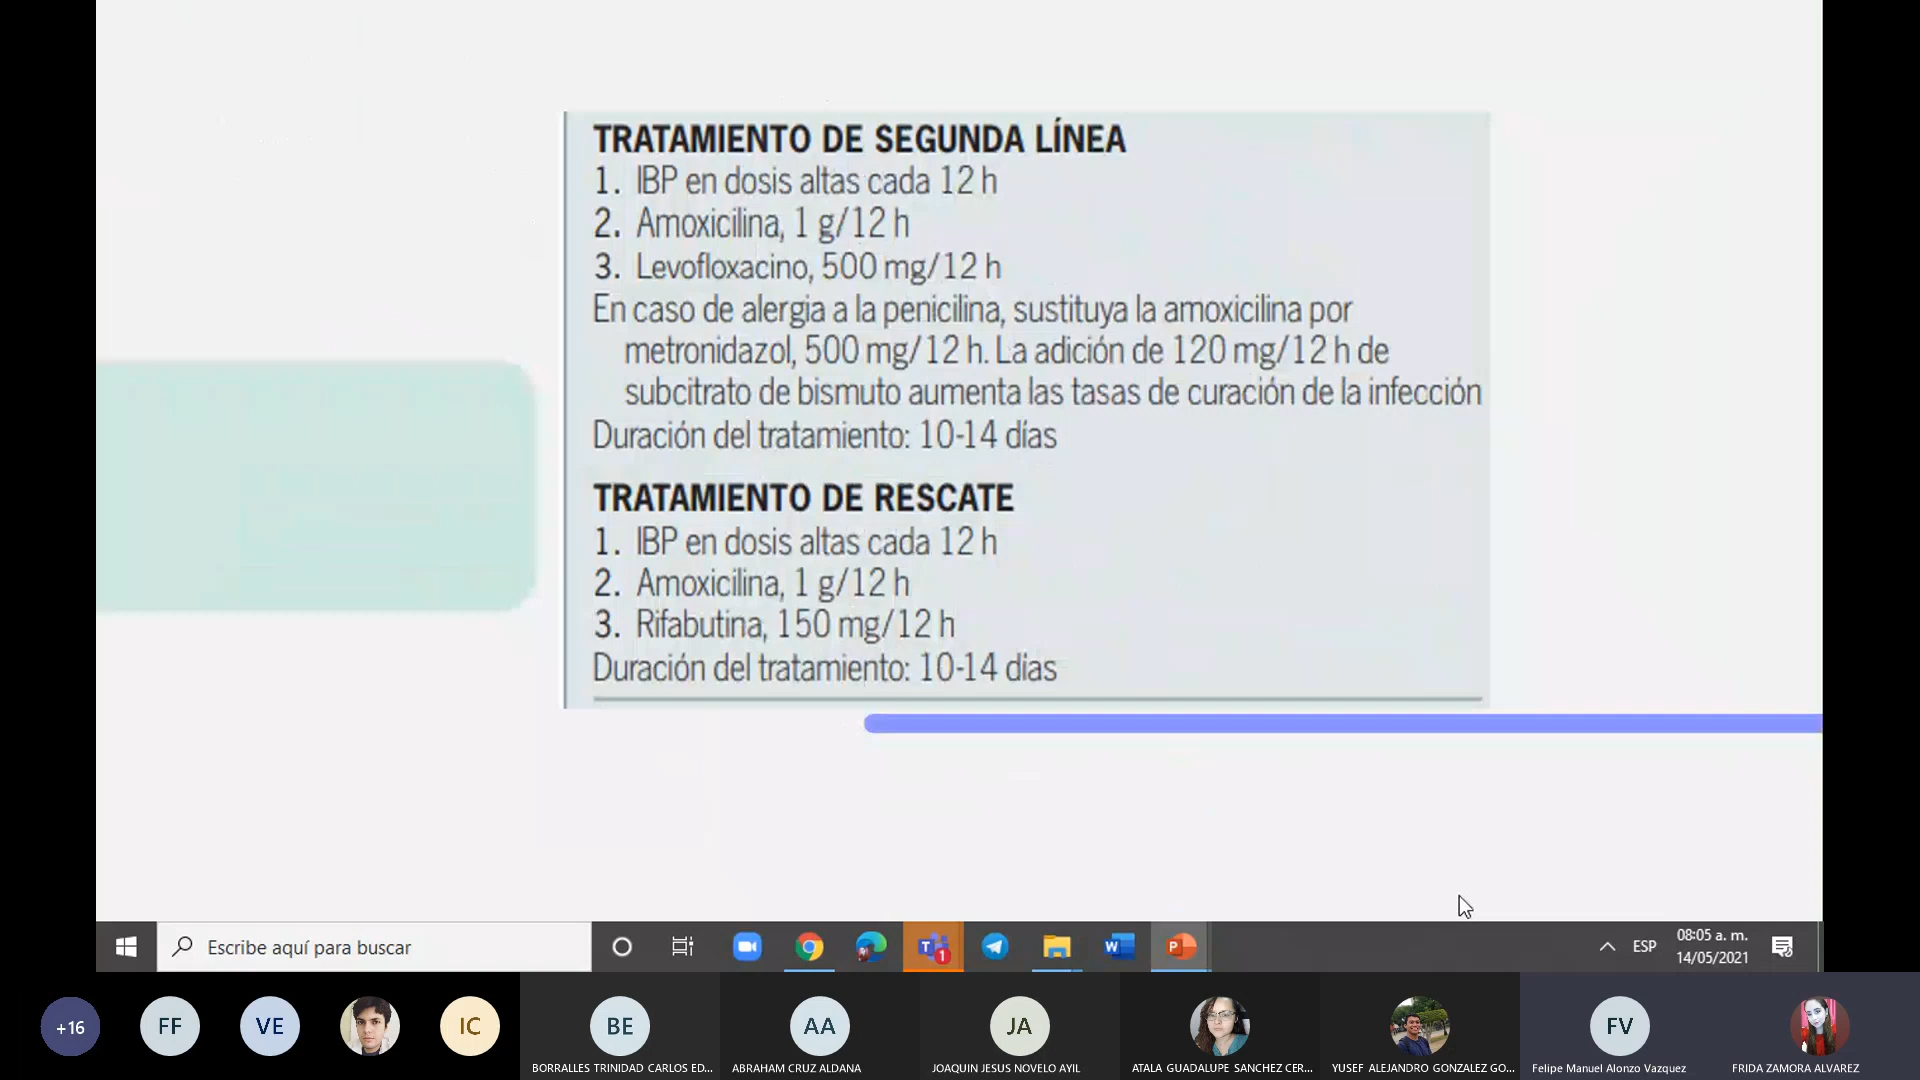 TRATAMIENTO DE SEGUNDA LÍNEA
1. IBP en dosis altas cada 12 h
2. Amoxicilina, 1 g/12 h
3. Levofloxacino, 500 mg/12 h
En caso de alergia a la penicilina, sustituya la amoxicilina por
metronidazol, 500 mg/12 h. La adición de 120 mg/12 h de
subcitrato de bismuto aumenta las tasas de curación de la infección
Duración del tratamiento: 10-14 días
TRATAMIENTO DE RESCATE
1. IBP en dosis altas cada 12 h
2. Amoxicilina, 1 g/12 h
3. Rifabutina, 150 mg/12 h
Duración del tratamiento: 10-14 días
Escribe aquí para buscar
T
1
W
P
ESP
08:05 a. m.
14/05/2021
+16
FF
VE
IC
BE
AA
JA
FV
BORRALLES TRINIDAD CARLOS ED...
ABRAHAM CRUZ ALDANA
JOAQUIN JESUS NOVELO AYIL
ATALA GUADALUPE SANCHEZ CER...
YUSEF ALEJANDRO GONZALEZ GO...
Felipe Manuel Alonzo Vazquez
FRIDA ZAMORA ALVAREZ